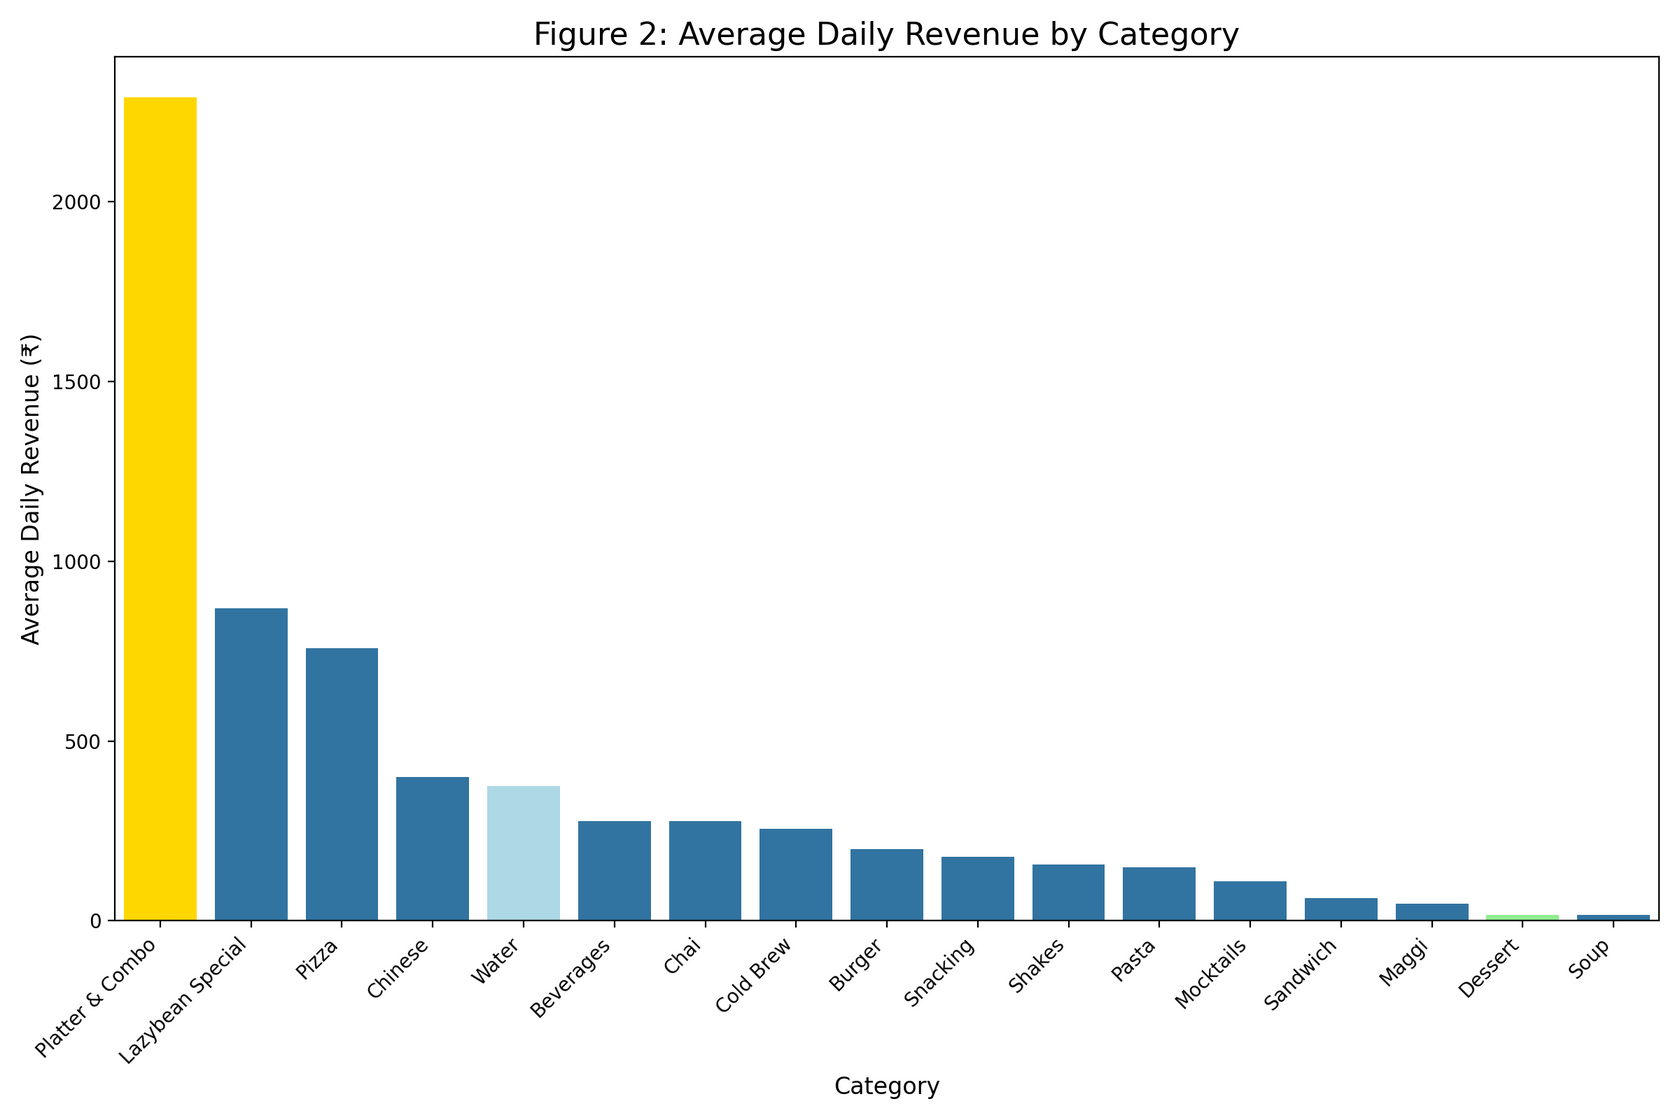 Figure 2: Average Daily Revenue by Category
Average Daily Revenue (₹)
2000
1500
1000
500
0
Platter & Combo
Lazybean Special
Pizza
Chinese
Water
Beverages
Chai
Cold Brew
Burger
Snacking
Shakes
Pasta
Mocktails
Sandwich
Maggi
Dessert
Soup
Category